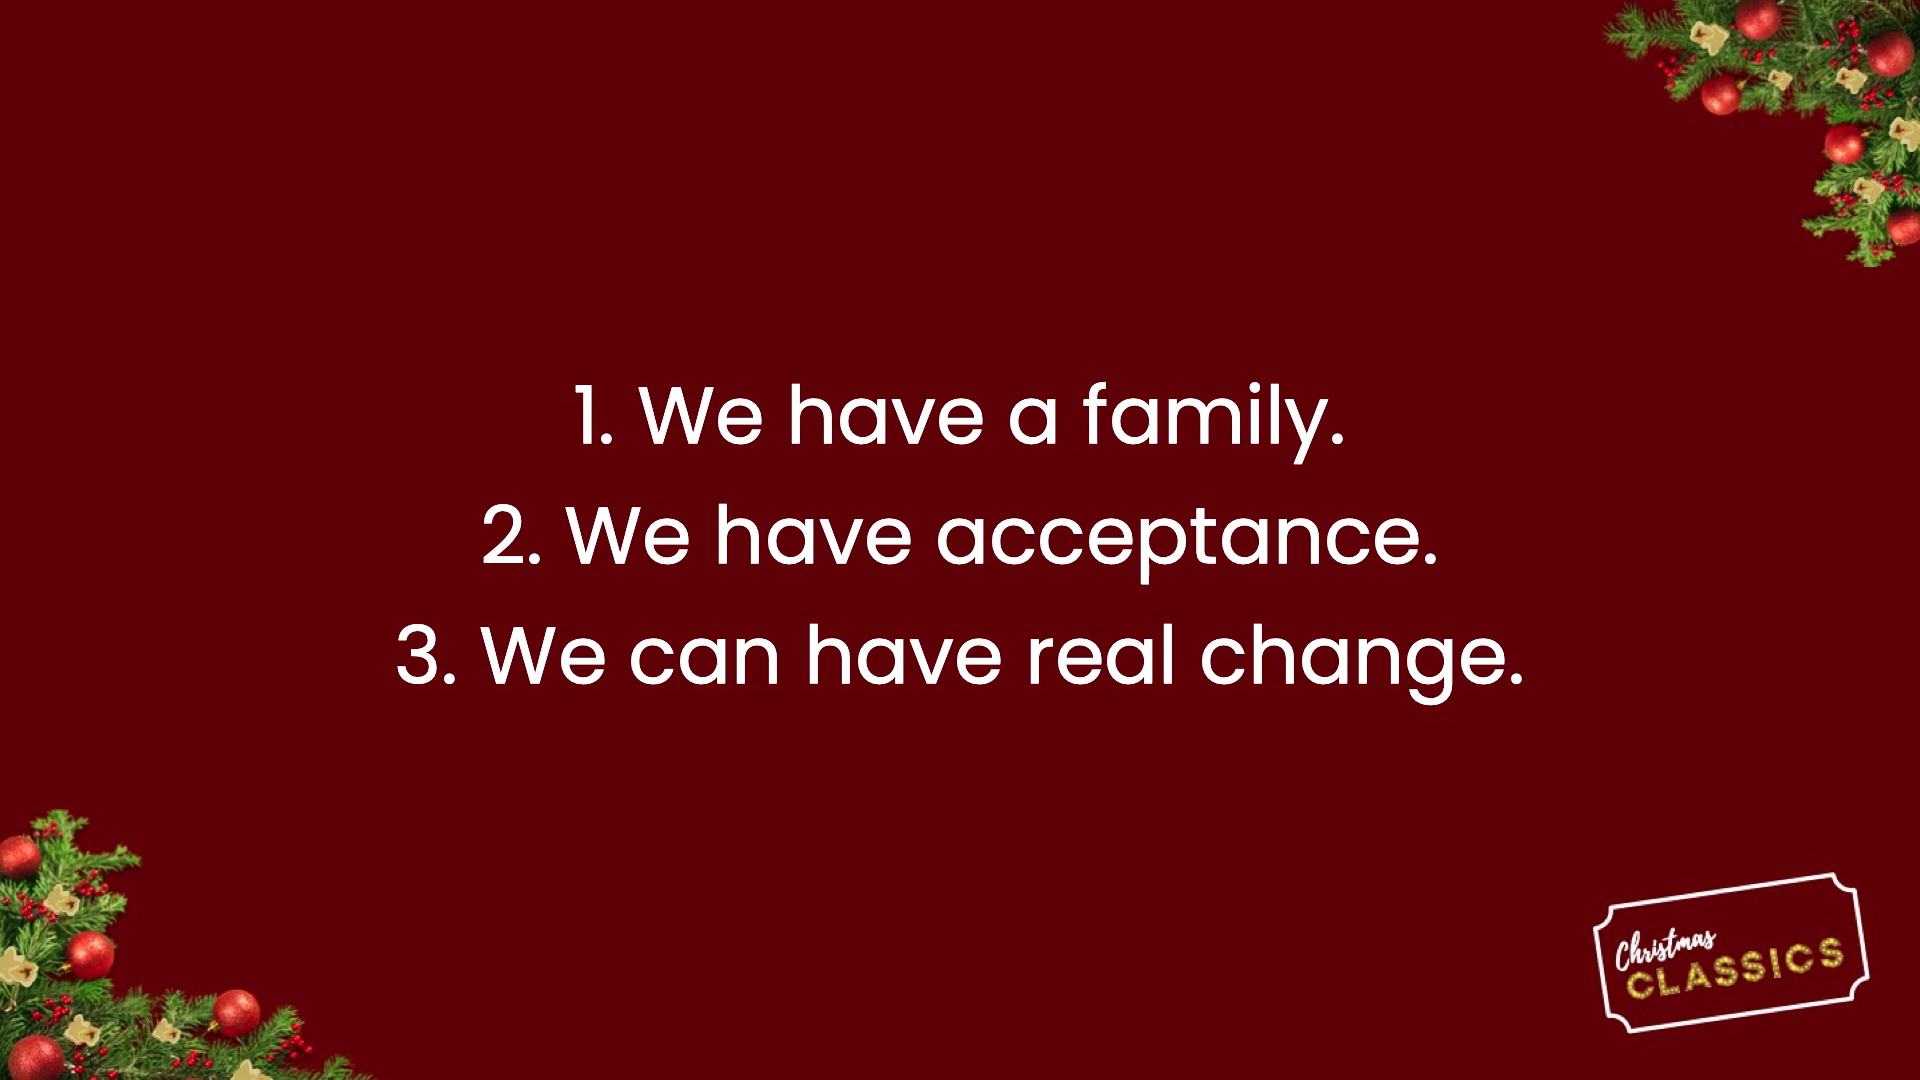 1. We have a family.
2. We have acceptance.
3. We can have real change.
Christmas
CLASSICS